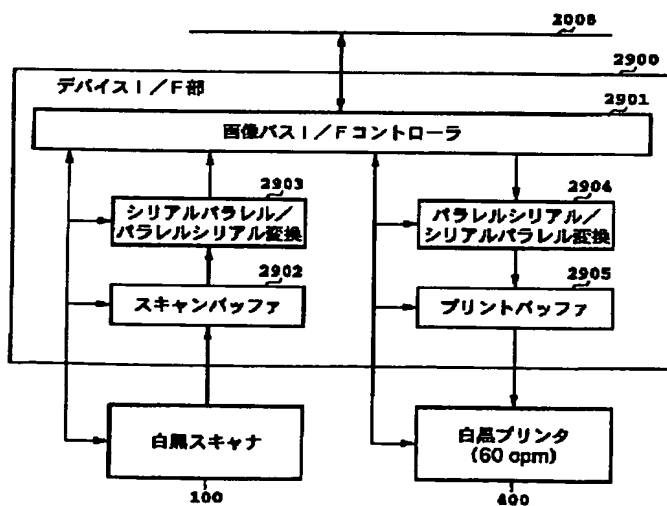 2008
2900
デバイスI/F部
2901
画像バスI/Fコントローラ
2903
2904
シリアルパラレル/
パラレルシリアル変換
パラレルシリアル/
シリアルパラレル変換
2902
2905
スキャンバッファ
プリントバッファ
白黒スキャナ
白黒プリンタ
(60 cpm)
100
400